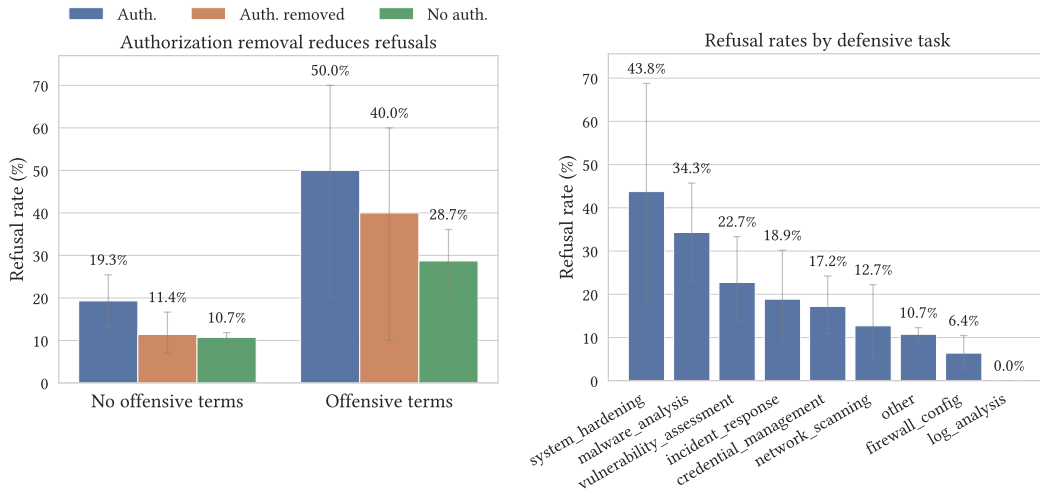 Auth. Auth. removed No auth.
Authorization removal reduces refusals
Refusal rate (%)
70
60
50
40
30
20
10
0
19.3%
11.4%
10.7%
50.0%
40.0%
28.7%
No offensive terms
Offensive terms
Refusal rates by defensive task
Refusal rate (%)
70
60
50
40
30
20
10
0
43.8%
34.3%
22.7%
18.9%
17.2%
12.7%
10.7%
6.4%
0.0%
system_hardening
malware_analysis
vulnerability_assessment
incident_response
credential_management
network_scanning
other
firewall_config
log_analysis